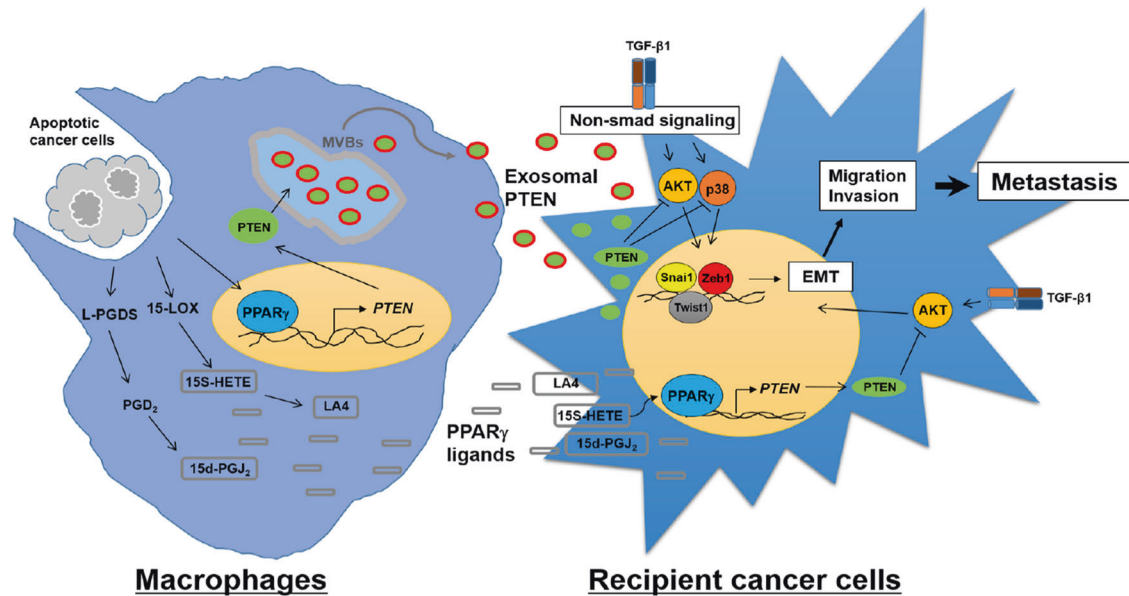 Apoptotic
cancer cells
MVBs
PTEN
PPARγ
PTEN
L-PGDS
15-LOX
15S-HETE
LA4
PGD₂
15d-PGJ₂
Macrophages
Exosomal
PTEN
PPARγ
ligands
TGF-β1
Non-smad signaling
AKT
p38
PTEN
Snai1
Zeb1
Twist1
EMT
Migration
Invasion
Metastasis
AKT
TGF-β1
LA4
15S-HETE
15d-PGJ₂
PPARγ
PTEN
PTEN
Recipient cancer cells